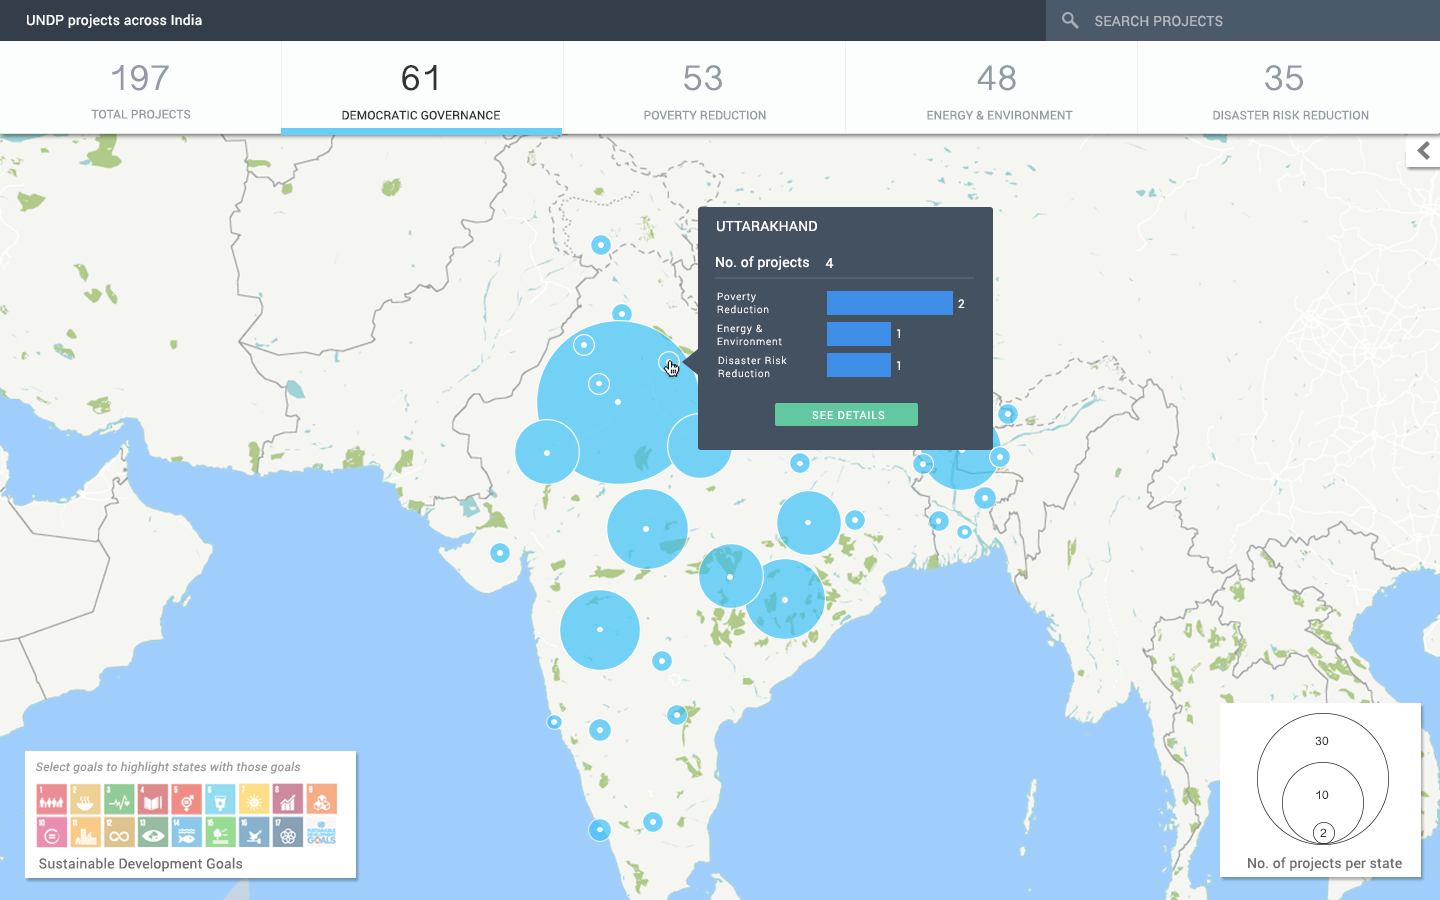 UNDP projects across India
SEARCH PROJECTS
197
TOTAL PROJECTS
61
DEMOCRATIC GOVERNANCE
53
POVERTY REDUCTION
48
ENERGY & ENVIRONMENT
35
DISASTER RISK REDUCTION
UTTARAKHAND
No. of projects 4
Poverty
Reduction
2
Energy &
Environment
1
Disaster Risk
Reduction
1
SEE DETAILS
Select goals to highlight states with those goals
1 2 3 4 5 6 7 8 9
10 11 12 13 14 15 16 17
SUSTAINABLE
DEVELOPMENT
GOALS
Sustainable Development Goals
30
10
2
No. of projects per state